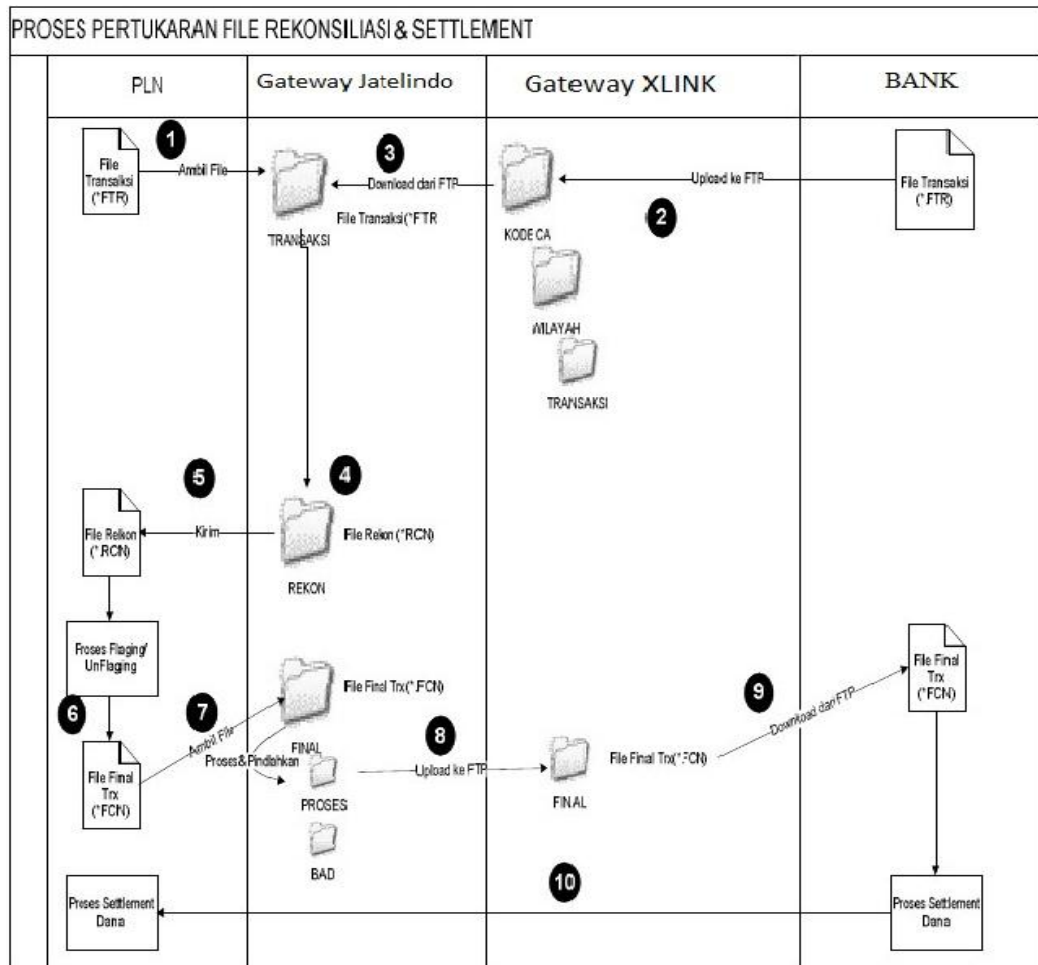 PROSES PERTUKARAN FILE REKONSILIASI & SETTLEMENT
PLN
Gateway Jatelindo
Gateway XLINK
BANK
1
File
Transaksi
(*FTR)
Ambil File
TRANSAKSI
3
Download dari FTP
File Transaksi(*FTR
KODE CA
Upload ke FTP
2
File Transaksi
(*.FTR)
WILAYAH
TRANSAKSI
5
4
File Rekon
(*.RCN)
Kirim
File Rekon (*RCN)
REKON
Proses Flaging/
UnFlaging
6
7
Ambil File
File Final
Trx
(*FCN)
File Final Trx(*.FCN)
FINAL
Proses&Pindahkan
PROSES
BAD
8
Upload ke FTP
File Final Trx(*.FCN)
FINAL
9
Download dari FTP
File Final
Trx
(*FCN)
10
Proses Settlement
Dana
Proses Settlement
Dana